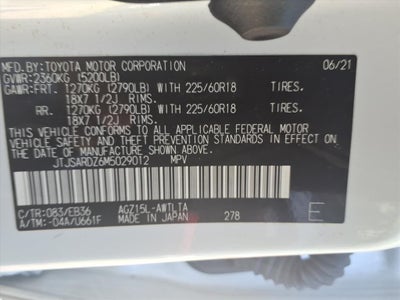 MFD.BY:TOYOTA MOTOR CORPORATION 06/21
GVWR:2360KG (5200LB)
GAWR:FRT. 1270KG (2790LB) WITH 225/60R18 TIRES.
18X7 1/2J RIMS.
RR. 1270KG (2790LB) WITH 225/60R18 TIRES.
18X7 1/2J RIMS.
THIS VEHICLE CONFORMS TO ALL APPLICABLE FEDERAL MOTOR
VEHICLE SAFETY AND THEFT PREVENTION STANDARDS IN EFFECT
ON THE DATE OF MANUFACTURE SHOWN ABOVE.
JTJSARDZ6M5029012 MPV
C/TR:083/EB36 AGZ15L-AWTLTA
A/TM:-04A/U661F MADE IN JAPAN 278 E